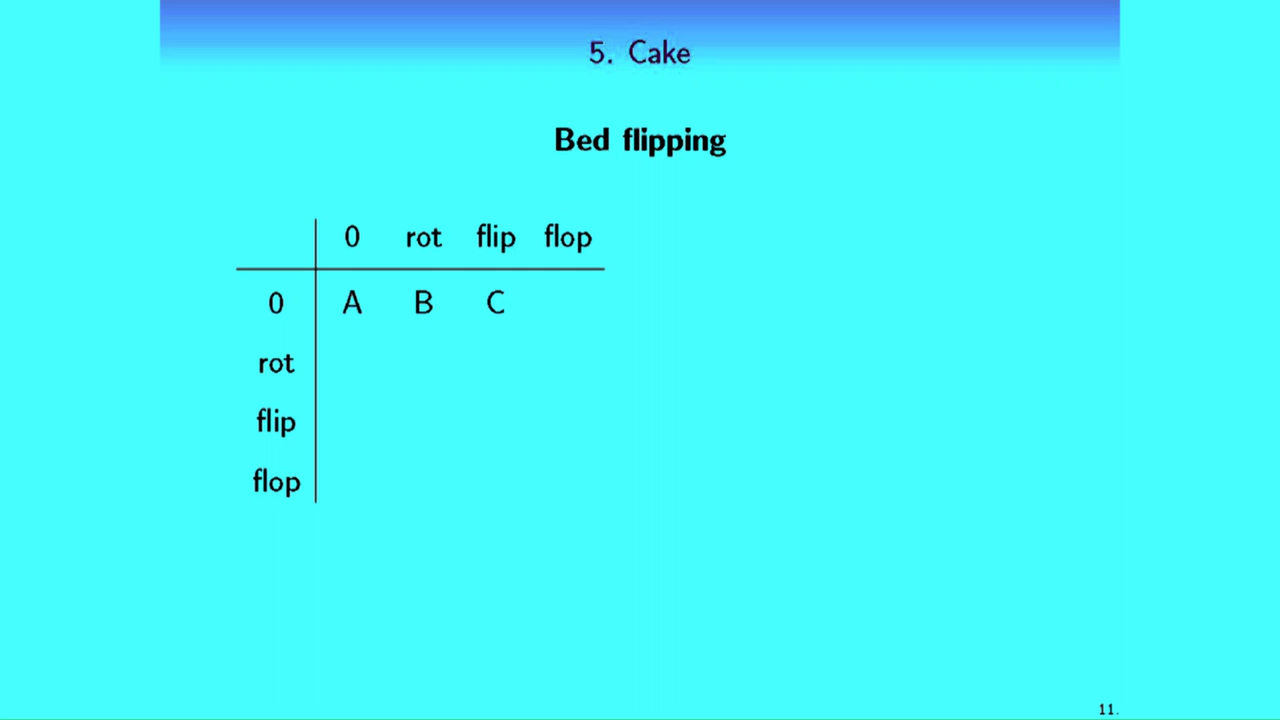 5. Cake
Bed flipping
0 rot flip flop
0 A B C
rot
flip
flop
11.